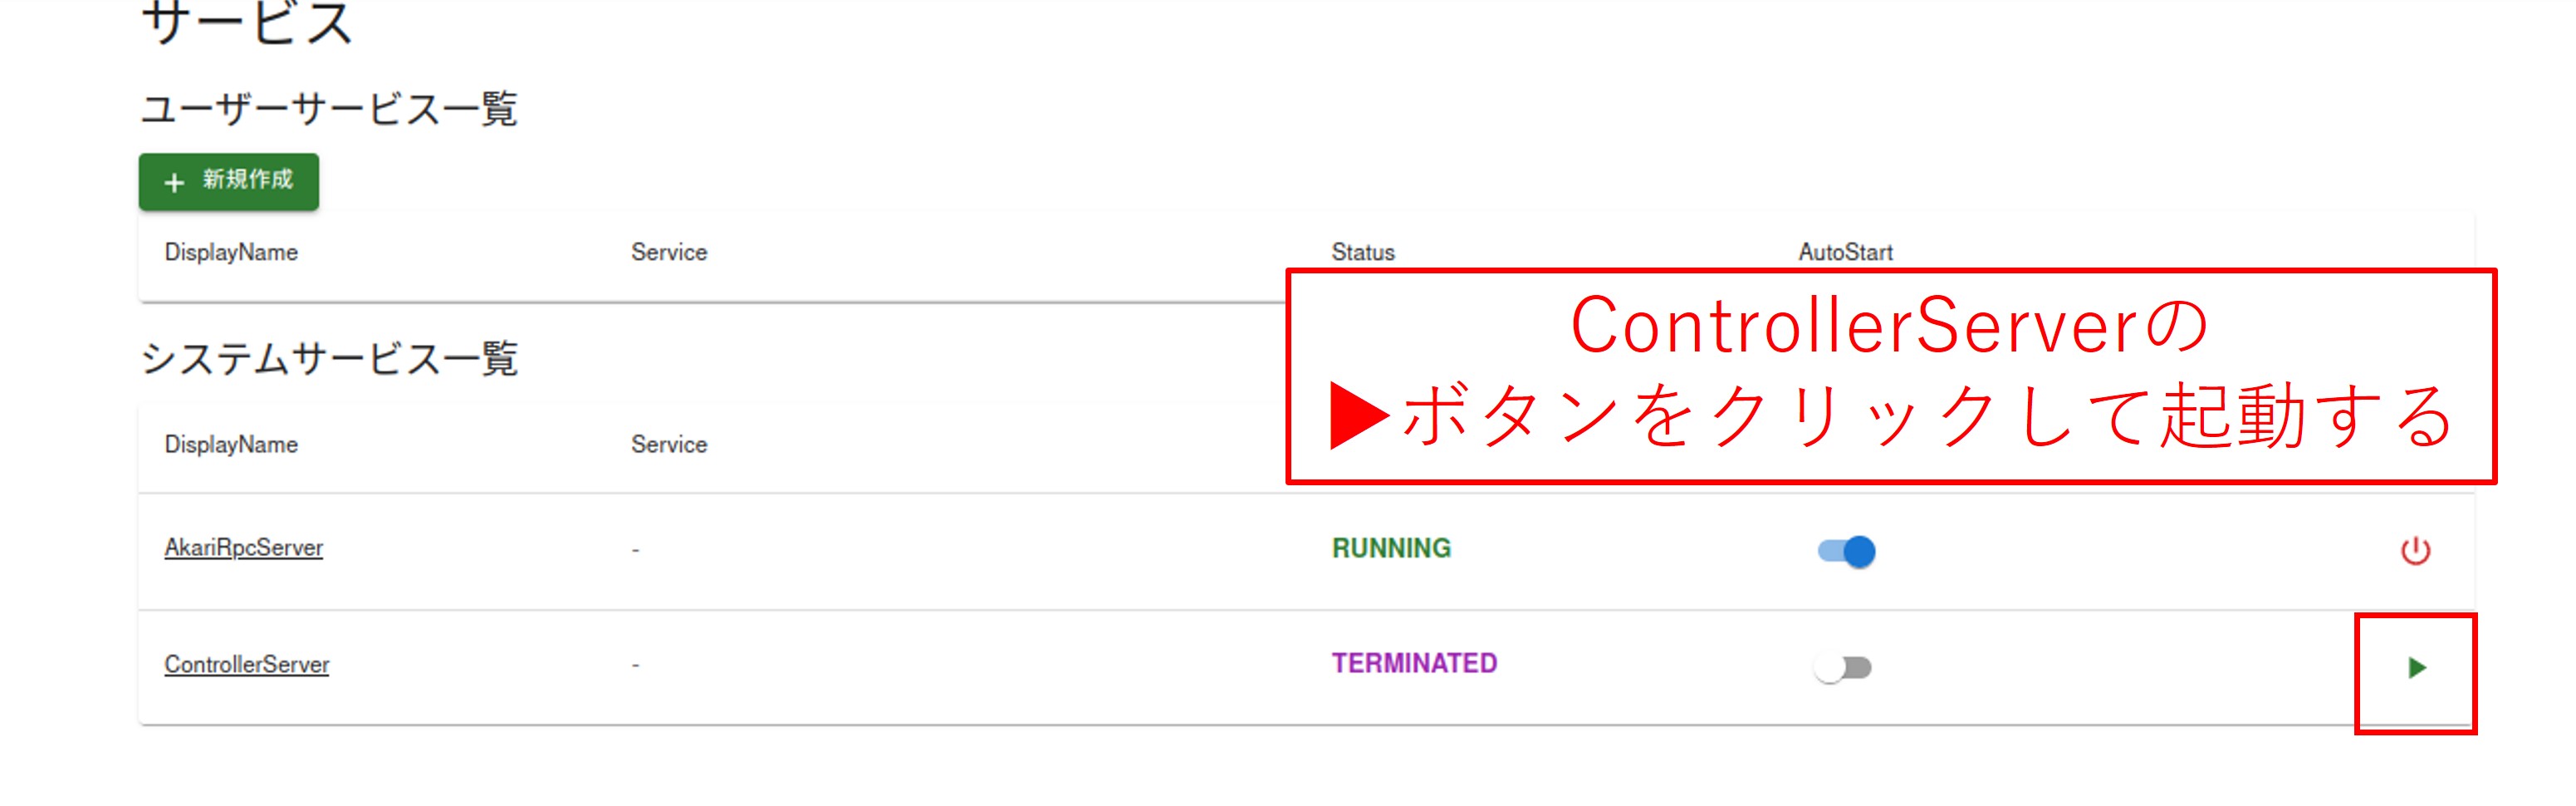 サービス
ユーザーサービス一覧
+ 新規作成
DisplayName Service Status AutoStart
ControllerServerの
▶ボタンをクリックして起動する
システムサービス一覧
DisplayName Service
AkariRpcServer - RUNNING
ControllerServer - TERMINATED